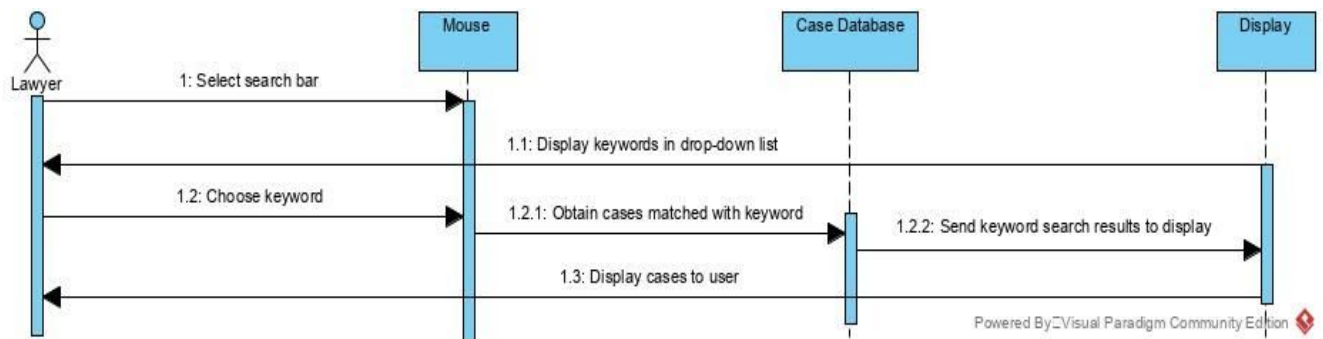 Mouse
Case Database
Display
Lawyer
1: Select search bar
1.1: Display keywords in drop-down list
1.2: Choose keyword
1.2.1: Obtain cases matched with keyword
1.2.2: Send keyword search results to display
1.3: Display cases to user
Powered By Visual Paradigm Community Edition